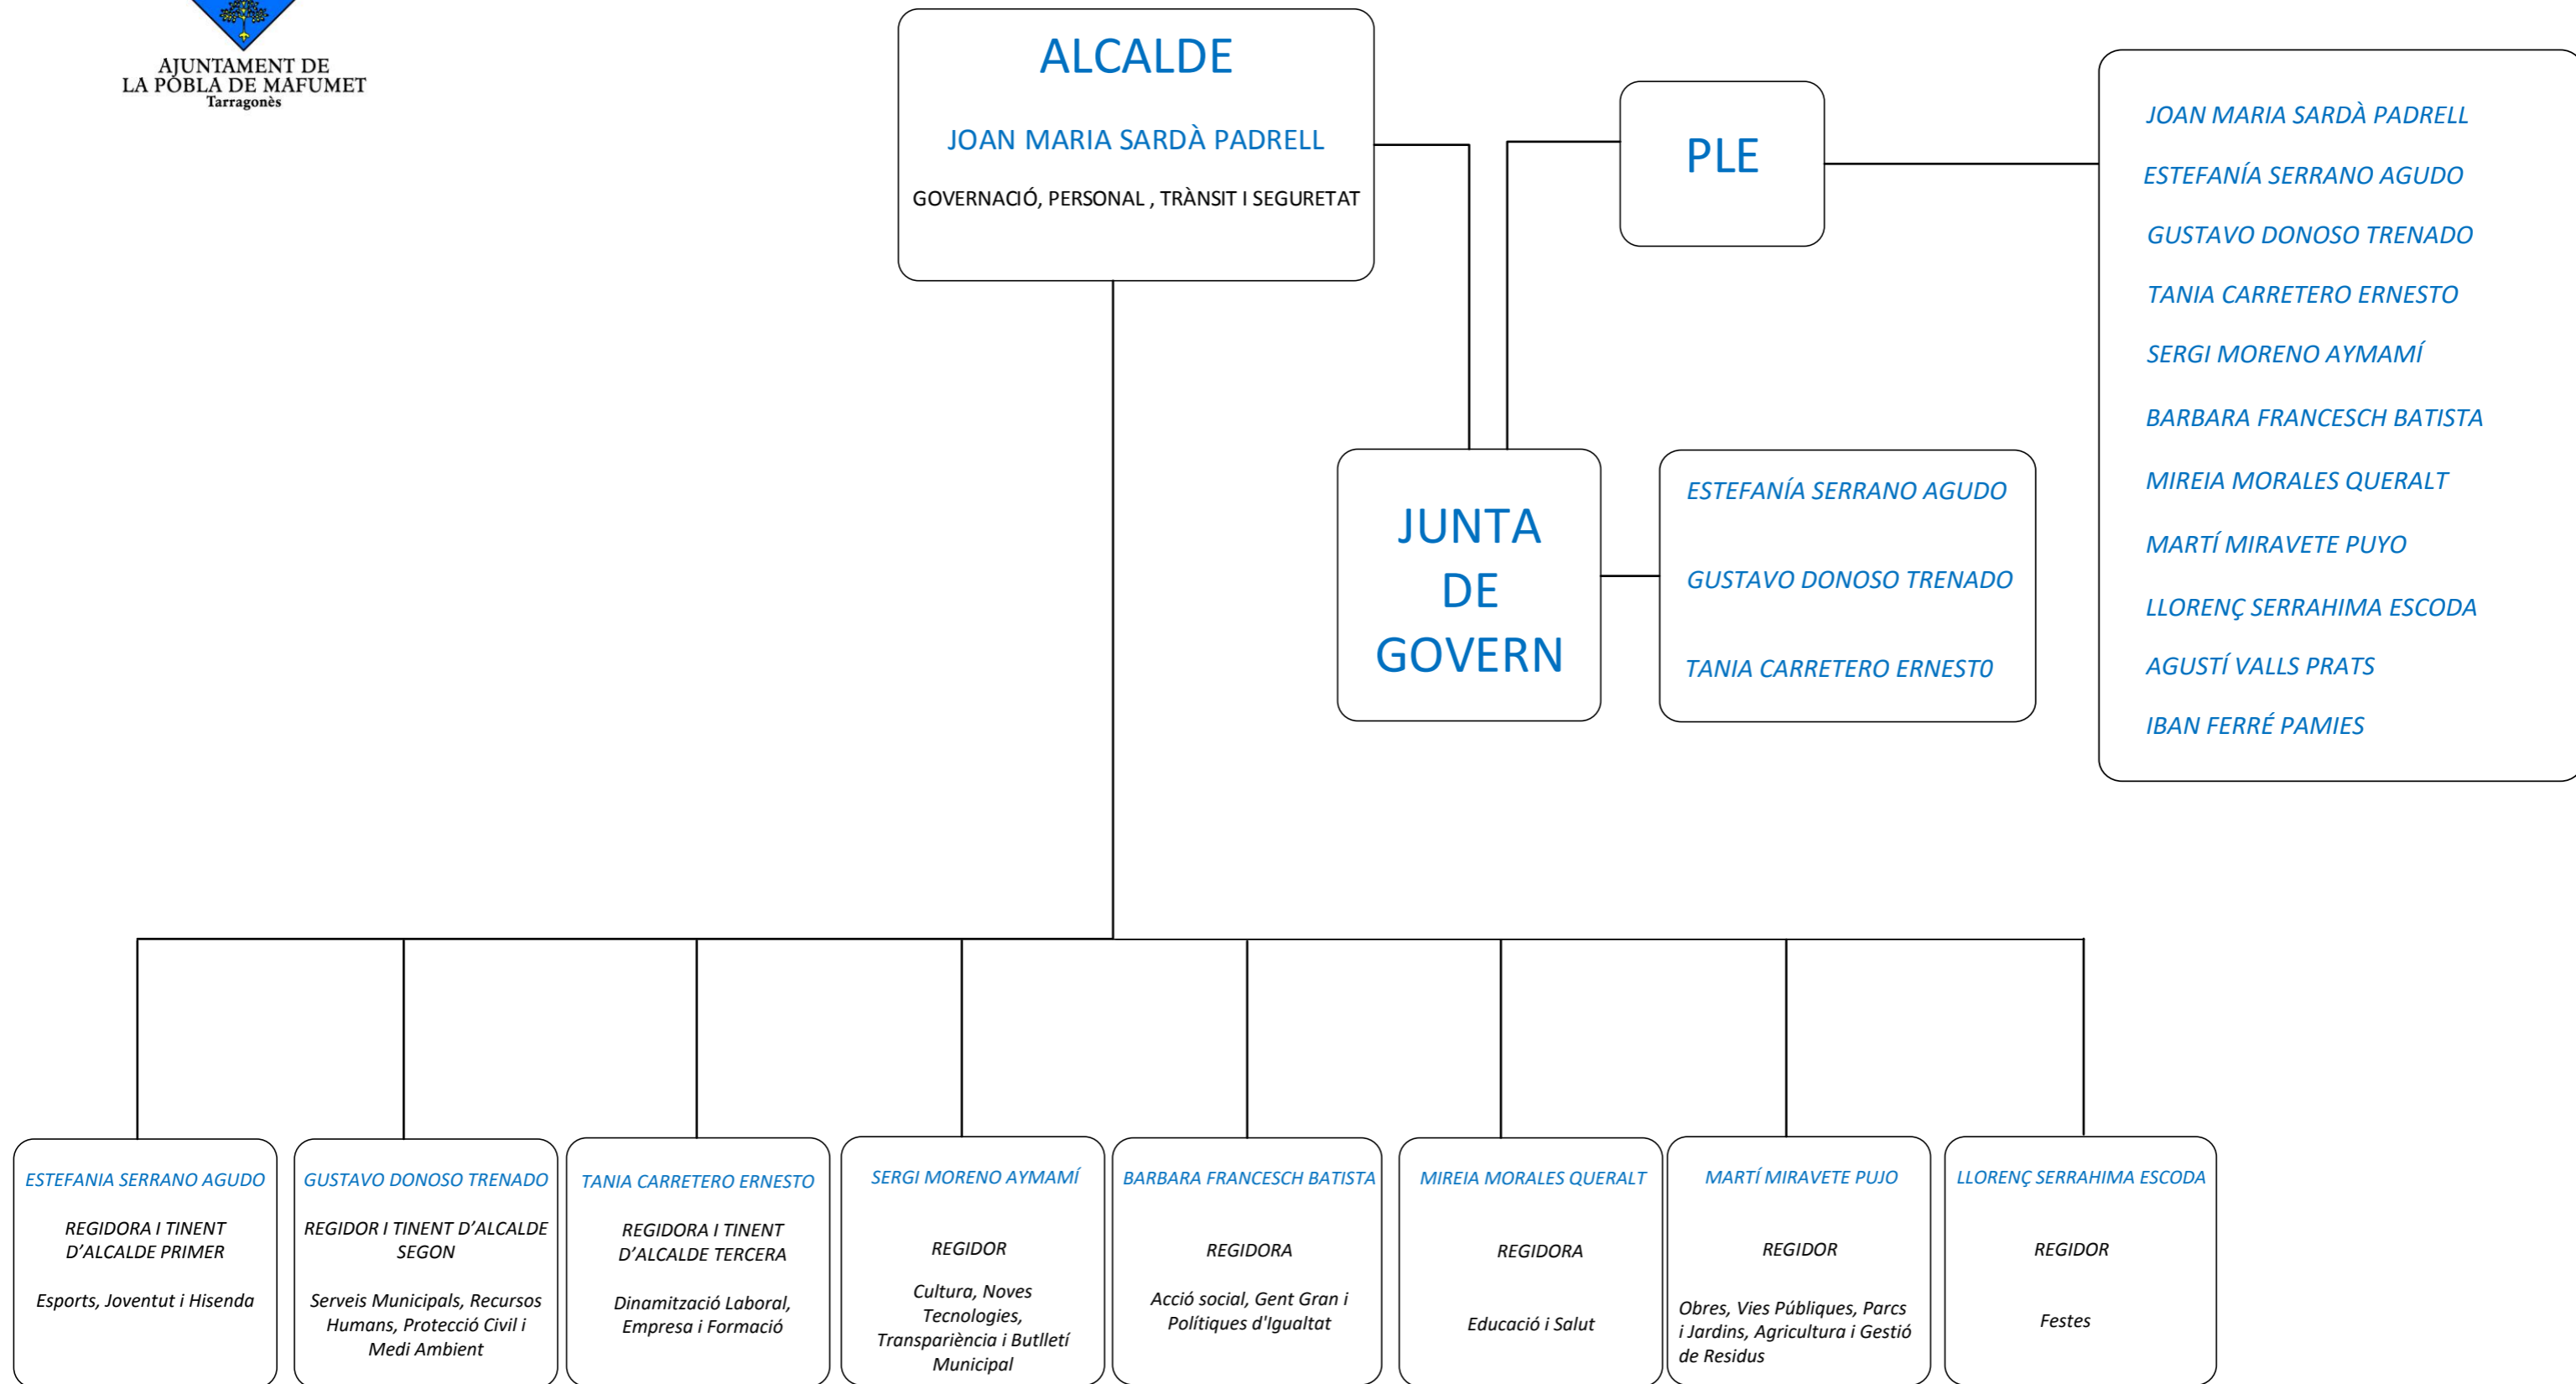 AJUNTAMENT DE
LA POBLA DE MAFUMET
Tarragonès
ALCALDE
JOAN MARIA SARDÀ PADRELL
GOVERNACIÓ, PERSONAL , TRÀNSIT I SEGURETAT
PLE
JOAN MARIA SARDÀ PADRELL
ESTEFANÍA SERRANO AGUDO
GUSTAVO DONOSO TRENADO
TANIA CARRETERO ERNESTO
SERGI MORENO AYMAMÍ
BARBARA FRANCESCH BATISTA
MIREIA MORALES QUERALT
MARTÍ MIRAVETE PUYO
LLORENÇ SERRAHIMA ESCODA
AGUSTÍ VALLS PRATS
IBAN FERRÉ PAMIES
JUNTA
DE
GOVERN
ESTEFANÍA SERRANO AGUDO
GUSTAVO DONOSO TRENADO
TANIA CARRETERO ERNEST0
ESTEFANIA SERRANO AGUDO
REGIDORA I TINENT
D’ALCALDE PRIMER
Esports, Joventut i Hisenda
GUSTAVO DONOSO TRENADO
REGIDOR I TINENT D’ALCALDE
SEGON
Serveis Municipals, Recursos
Humans, Protecció Civil i
Medi Ambient
TANIA CARRETERO ERNESTO
REGIDORA I TINENT
D’ALCALDE TERCERA
Dinamització Laboral,
Empresa i Formació
SERGI MORENO AYMAMÍ
REGIDOR
Cultura, Noves
Tecnologies,
Transpariència i Butlletí
Municipal
BARBARA FRANCESCH BATISTA
REGIDORA
Acció social, Gent Gran i
Polítiques d'Igualtat
MIREIA MORALES QUERALT
REGIDORA
Educació i Salut
MARTÍ MIRAVETE PUJO
REGIDOR
Obres, Vies Públiques, Parcs
i Jardins, Agricultura i Gestió
de Residus
LLORENÇ SERRAHIMA ESCODA
REGIDOR
Festes